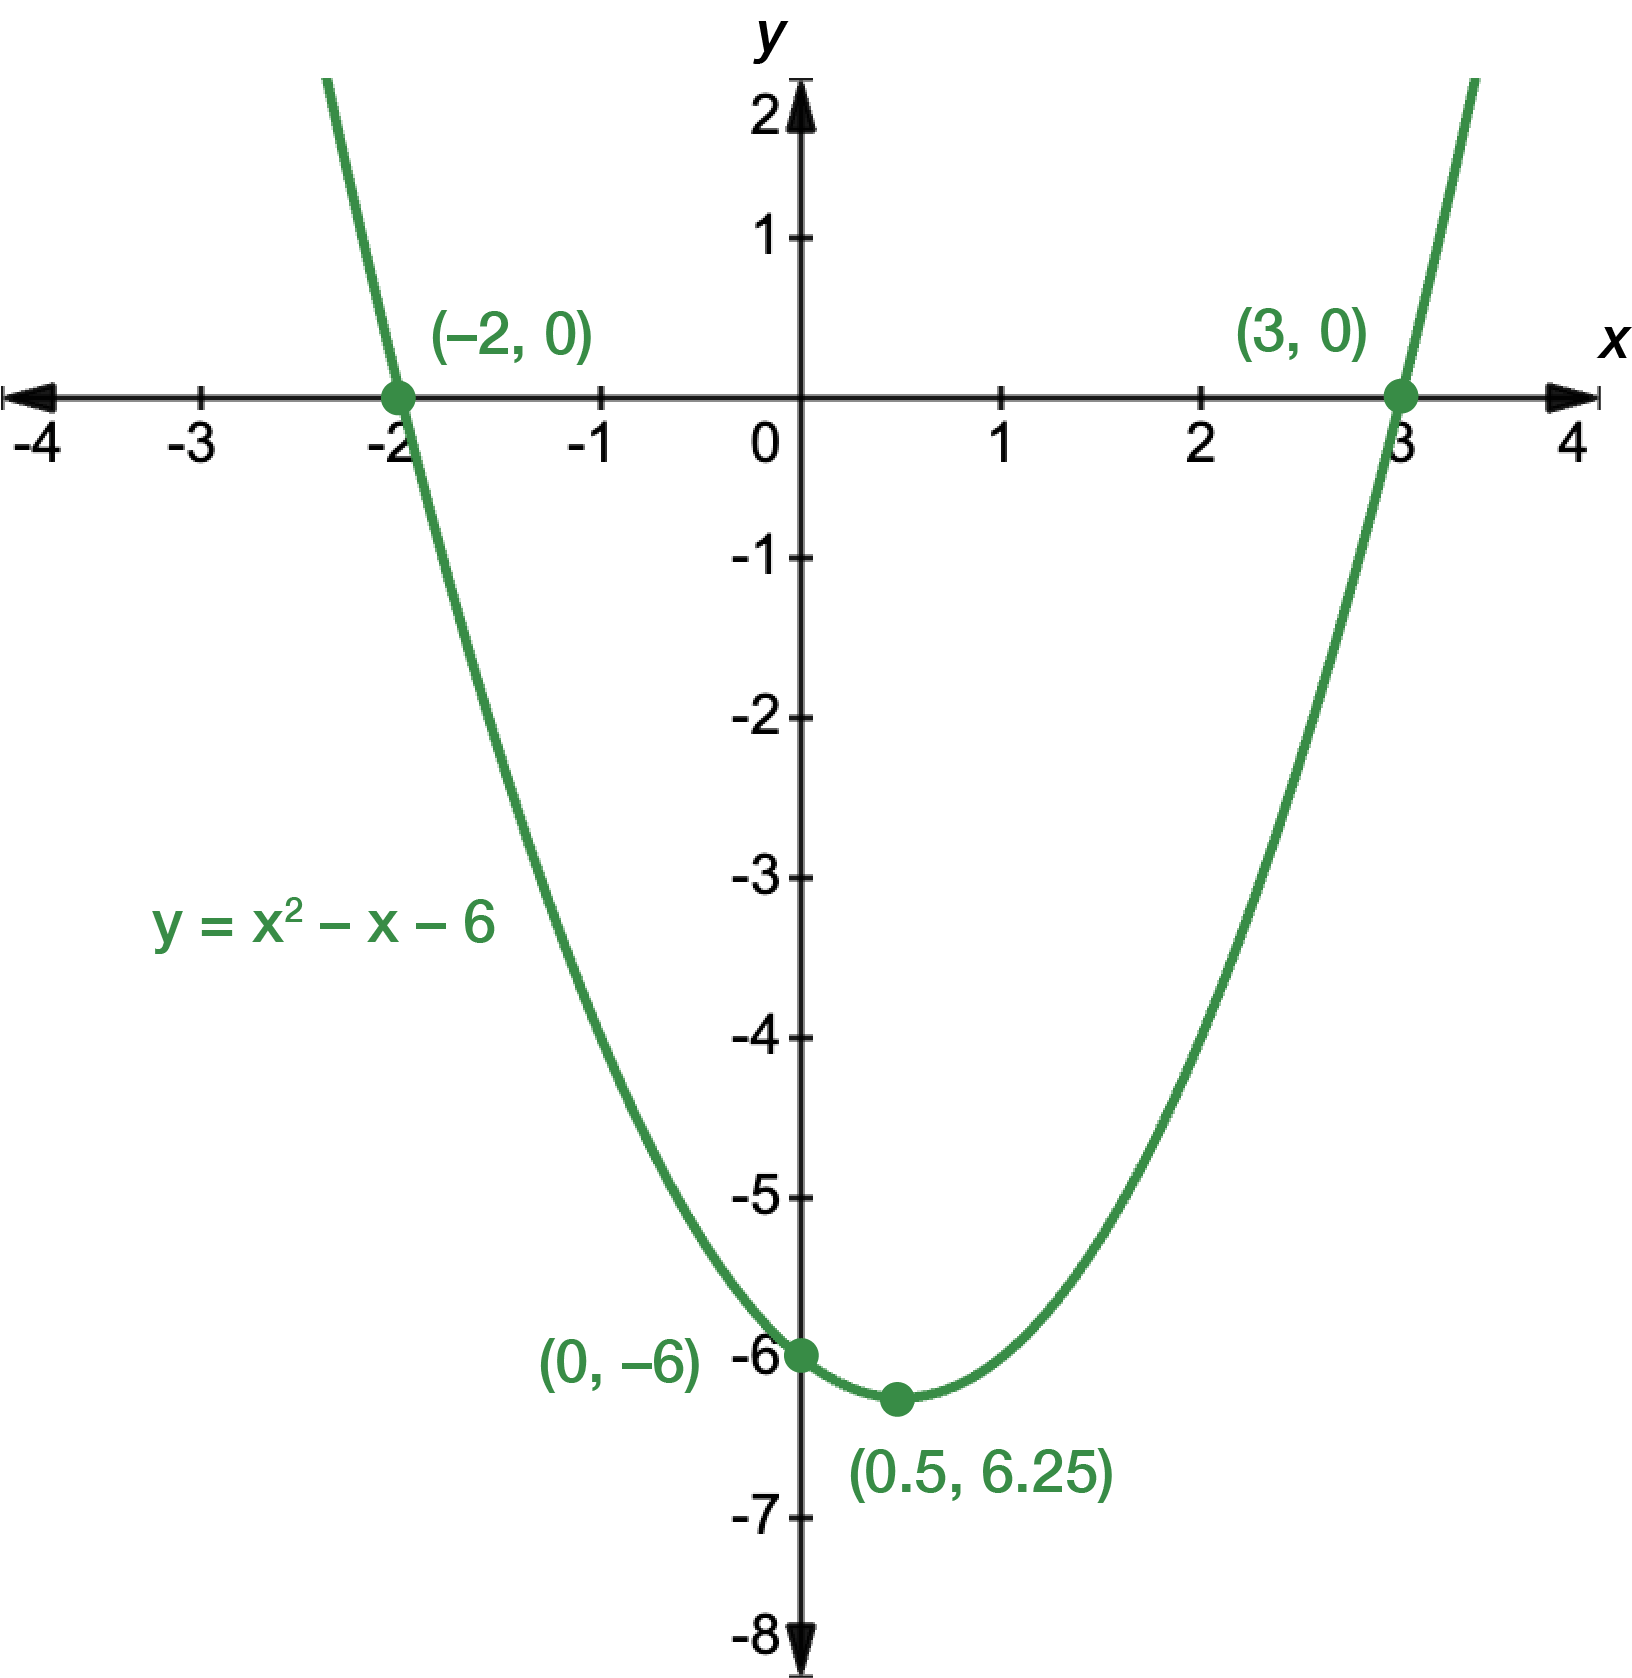 y
2
1
(–2, 0) (3, 0)
x
-4 -3 -2 -1 0 1 2 3 4
-1
-2
-3
y = x² – x – 6
-4
-5
(0, –6) -6
(0.5, 6.25)
-7
-8